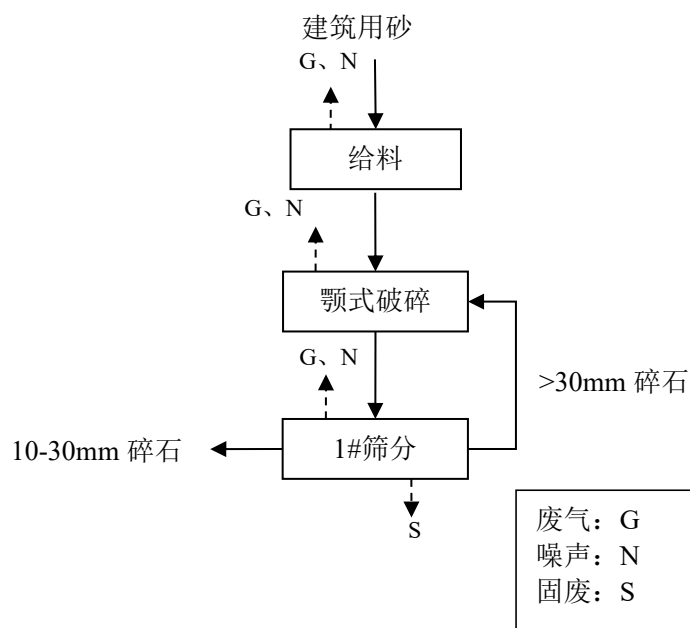 建筑用砂
G、N
给料
G、N
颚式破碎
G、N
>30mm 碎石
10-30mm 碎石
1#筛分
S
废气：G
噪声：N
固废：S